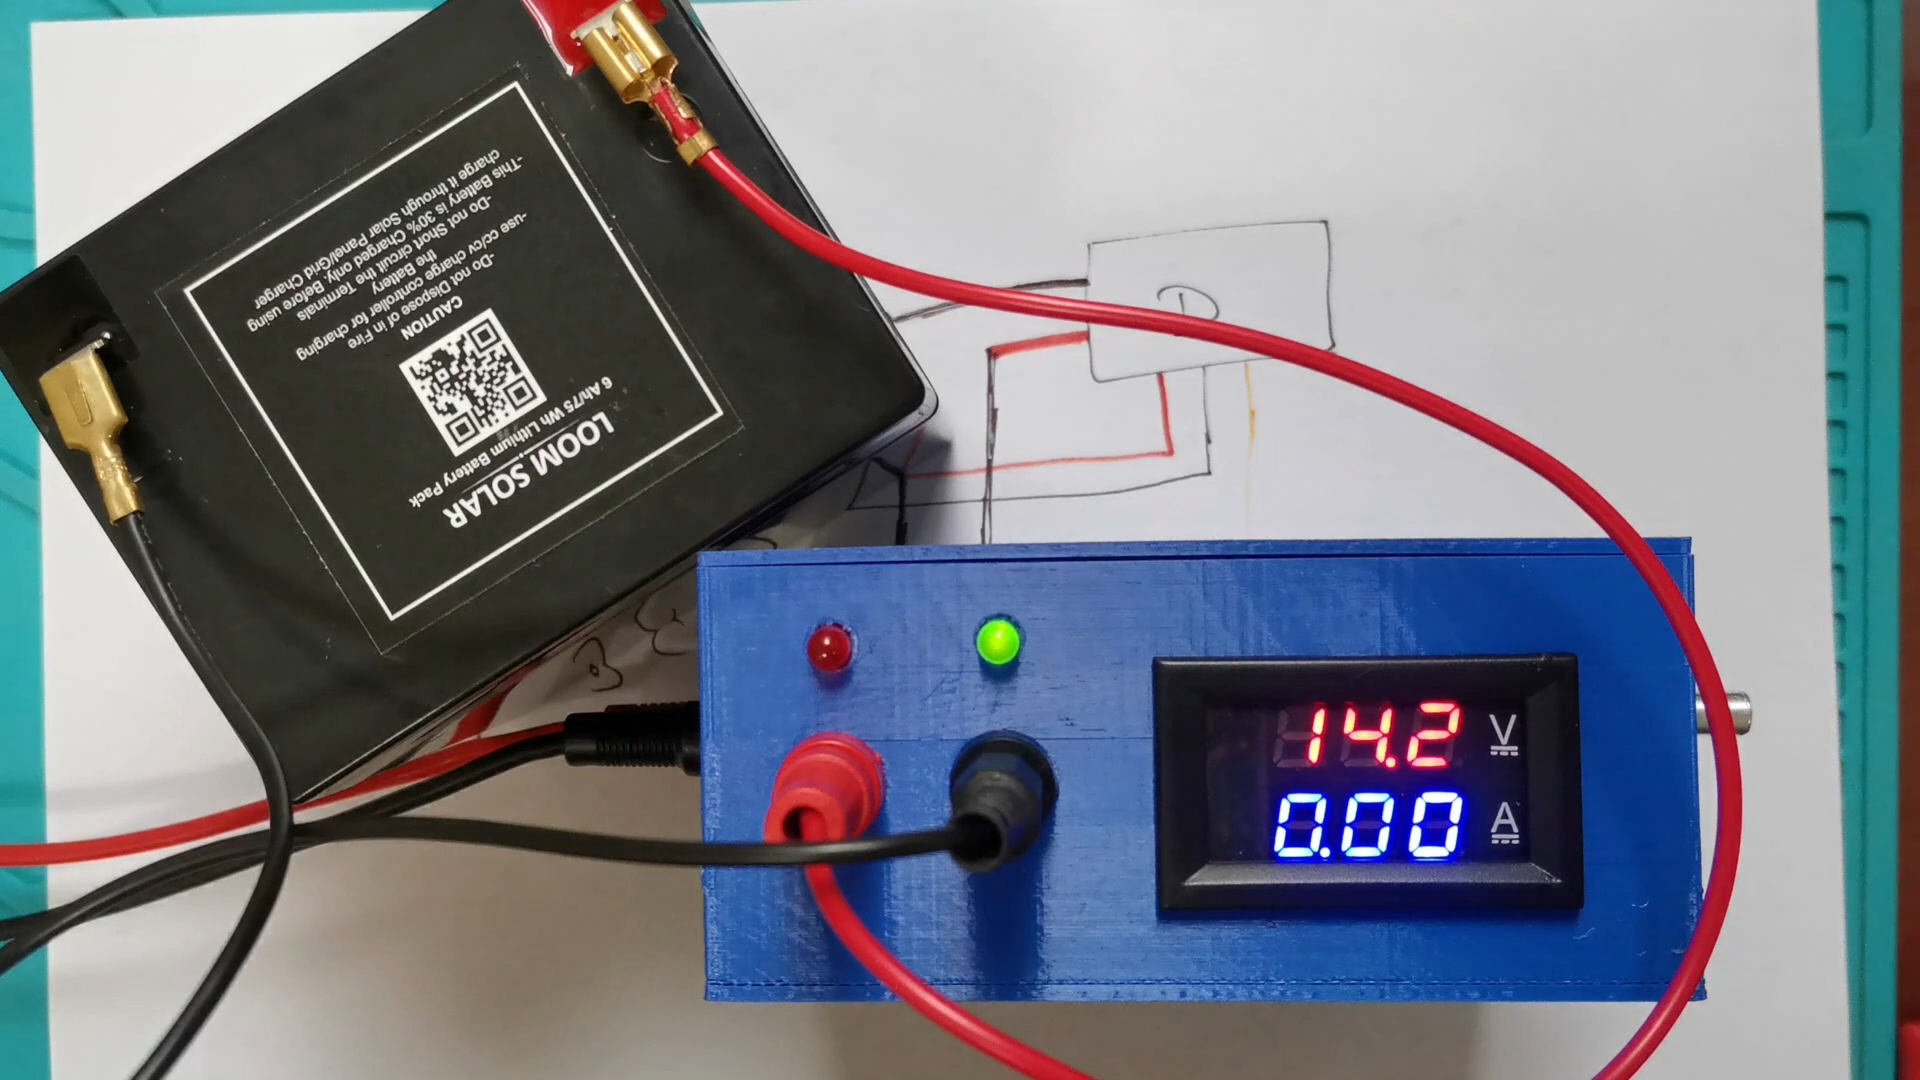 LOOM SOLAR
6 Ah/75 Wh Lithium Battery Pack
CAUTION
-Do not Dispose of in Fire
-use cc/cv charge controller for charging
the Battery
-Do not Short circuit the Terminals
-This Battery is 30% Charged only. Before using
charge it through Solar Panel/Grid Charger
14.2 V
0.00 A